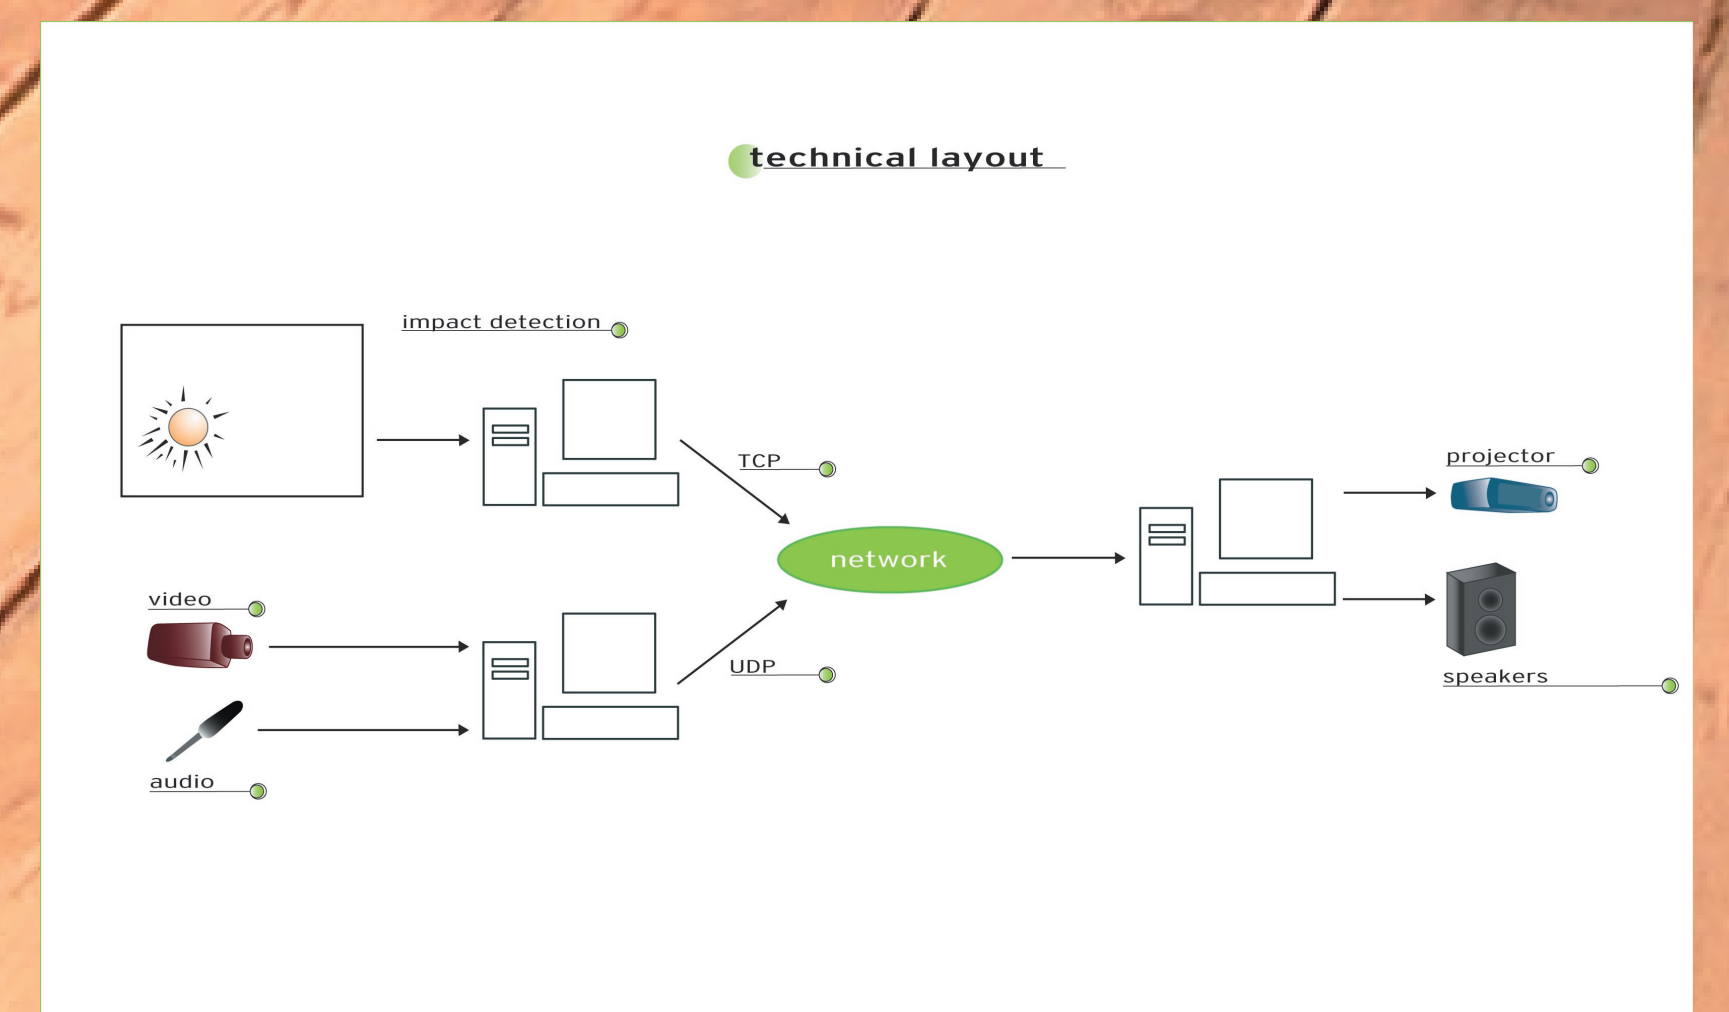 technical layout
impact detection
TCP
projector
network
video
UDP
speakers
audio